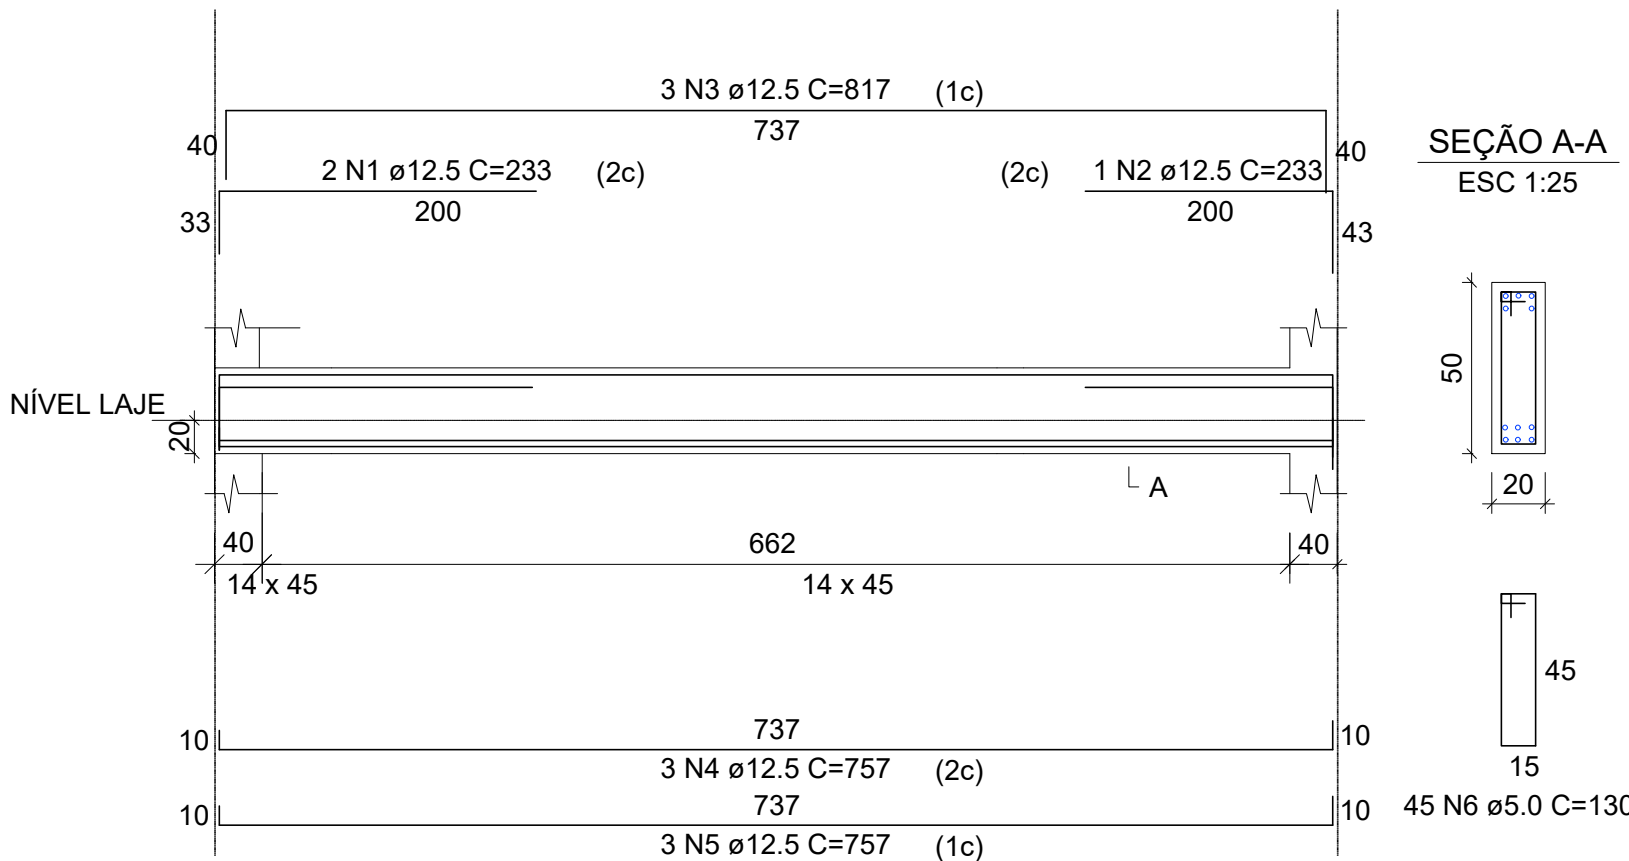 3 N3 ø12.5 C=817 (1c)
737
40
40
SEÇÃO A-A
ESC 1:25
2 N1 ø12.5 C=233 (2c)
(2c) 1 N2 ø12.5 C=233
200
200
33
43
NÍVEL LAJE
20
50
20
A
40
662
40
14 x 45
14 x 45
45
15
45 N6 ø5.0 C=130
737
10
10
3 N4 ø12.5 C=757 (2c)
737
10
10
3 N5 ø12.5 C=757 (1c)